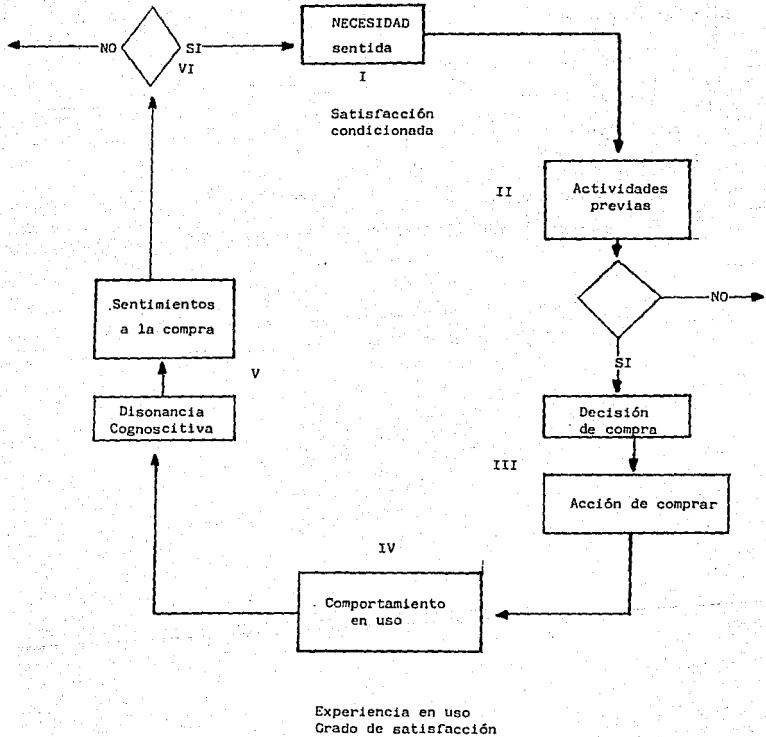 NO
SI
VI
NECESIDAD
sentida
I
Satisfacción
condicionada
II
Actividades
previas
NO
SI
Decisión
de compra
III
Acción de comprar
IV
Comportamiento
en uso
Experiencia en uso
Grado de satisfacción
Disonancia
Cognoscitiva
V
Sentimientos
a la compra